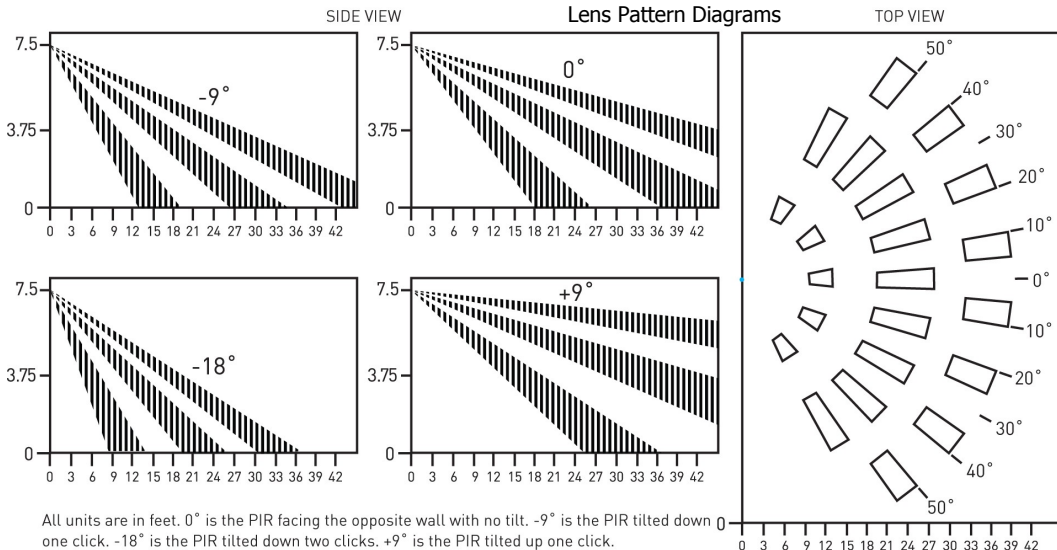 SIDE VIEW
Lens Pattern Diagrams
TOP VIEW
7.5
3.75
0
-9°
0 3 6 9 12 15 18 21 24 27 30 33 36 39 42
7.5
3.75
0
0°
0 3 6 9 12 15 18 21 24 27 30 33 36 39 42
7.5
3.75
0
-18°
0 3 6 9 12 15 18 21 24 27 30 33 36 39 42
7.5
3.75
0
+9°
0 3 6 9 12 15 18 21 24 27 30 33 36 39 42
50°
40°
30°
20°
10°
0°
10°
20°
30°
40°
50°
0
0 3 6 9 12 15 18 21 24 27 30 33 36 39 42
All units are in feet. 0° is the PIR facing the opposite wall with no tilt. -9° is the PIR tilted down
one click. -18° is the PIR tilted down two clicks. +9° is the PIR tilted up one click.